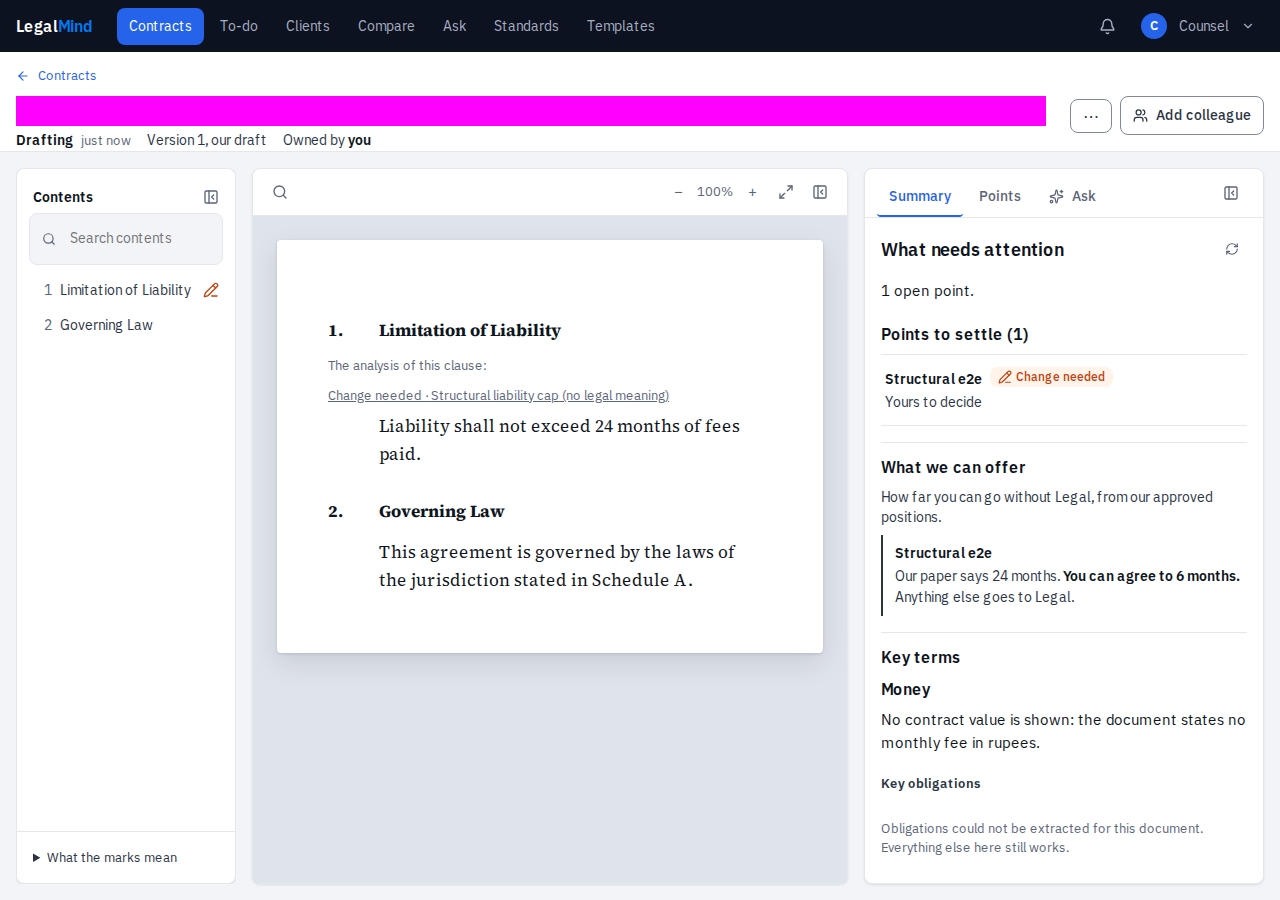 LegalMind
Contracts
To-do
Clients
Compare
Ask
Standards
Templates
C
Counsel
Contracts
Drafting just now Version 1, our draft Owned by you
...
Add colleague
Contents
Search contents
1 Limitation of Liability
2 Governing Law
What the marks mean
− 100% +
1. Limitation of Liability
The analysis of this clause:
Change needed · Structural liability cap (no legal meaning)
Liability shall not exceed 24 months of fees
paid.
2. Governing Law
This agreement is governed by the laws of
the jurisdiction stated in Schedule A.
Summary
Points
Ask
What needs attention
1 open point.
Points to settle (1)
Structural e2e Change needed
Yours to decide
What we can offer
How far you can go without Legal, from our approved
positions.
Structural e2e
Our paper says 24 months. You can agree to 6 months.
Anything else goes to Legal.
Key terms
Money
No contract value is shown: the document states no
monthly fee in rupees.
Key obligations
Obligations could not be extracted for this document.
Everything else here still works.